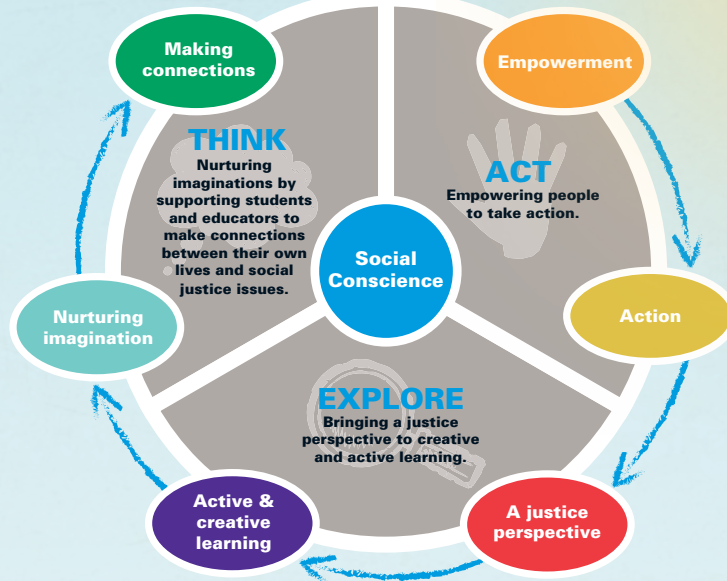 Making
connections
Empowerment
THINK
Nurturing
imaginations by
supporting students
and educators to
make connections
between their own
lives and social
justice issues.
ACT
Empowering people
to take action.
Social
Conscience
Nurturing
imagination
Action
EXPLORE
Bringing a justice
perspective to creative
and active learning.
Active &
creative
learning
A justice
perspective